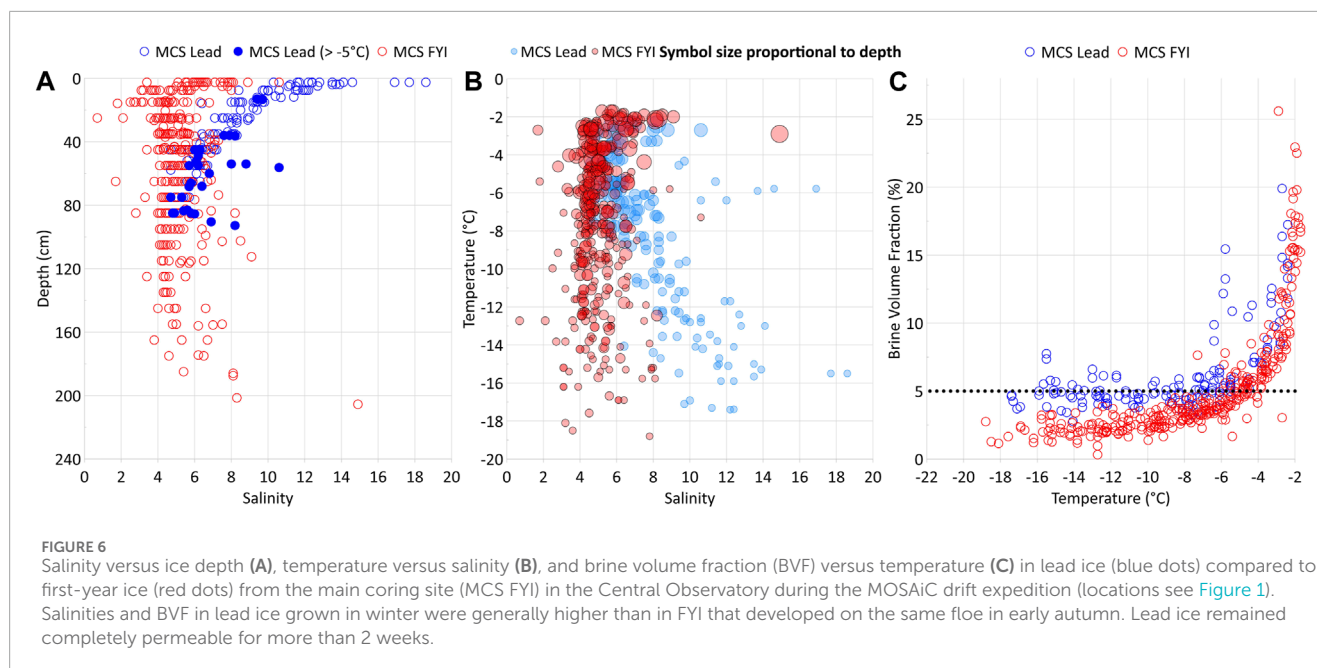 MCS Lead MCS Lead (> -5°C) MCS FYI
MCS Lead MCS FYI Symbol size proportional to depth
MCS Lead MCS FYI
A
0
40
80
120
160
200
240
Depth (cm)
0 2 4 6 8 10 12 14 16 18 20
Salinity
B
0
-2
-4
-6
-8
-10
-12
-14
-16
-18
-20
Temperature (°C)
0 2 4 6 8 10 12 14 16 18 20
Salinity
C
25
20
15
10
5
0
Brine Volume Fraction (%)
-22 -20 -18 -16 -14 -12 -10 -8 -6 -4 -2
Temperature (°C)
FIGURE 6
Salinity versus ice depth (A), temperature versus salinity (B), and brine volume fraction (BVF) versus temperature (C) in lead ice (blue dots) compared to
first-year ice (red dots) from the main coring site (MCS FYI) in the Central Observatory during the MOSAiC drift expedition (locations see Figure 1).
Salinities and BVF in lead ice grown in winter were generally higher than in FYI that developed on the same floe in early autumn. Lead ice remained
completely permeable for more than 2 weeks.